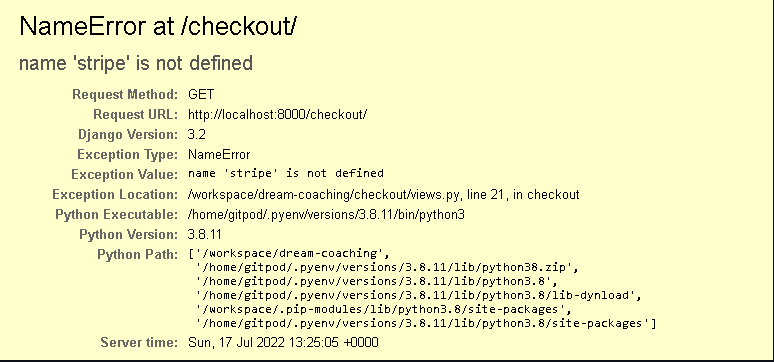 NameError at /checkout/
name 'stripe' is not defined
Request Method: GET
Request URL: http://localhost:8000/checkout/
Django Version: 3.2
Exception Type: NameError
Exception Value: name 'stripe' is not defined
Exception Location: /workspace/dream-coaching/checkout/views.py, line 21, in checkout
Python Executable: /home/gitpod/.pyenv/versions/3.8.11/bin/python3
Python Version: 3.8.11
Python Path: ['/workspace/dream-coaching',
'/home/gitpod/.pyenv/versions/3.8.11/lib/python38.zip',
'/home/gitpod/.pyenv/versions/3.8.11/lib/python3.8',
'/home/gitpod/.pyenv/versions/3.8.11/lib/python3.8/lib-dynload',
'/workspace/.pip-modules/lib/python3.8/site-packages',
'/home/gitpod/.pyenv/versions/3.8.11/lib/python3.8/site-packages']
Server time: Sun, 17 Jul 2022 13:25:05 +0000